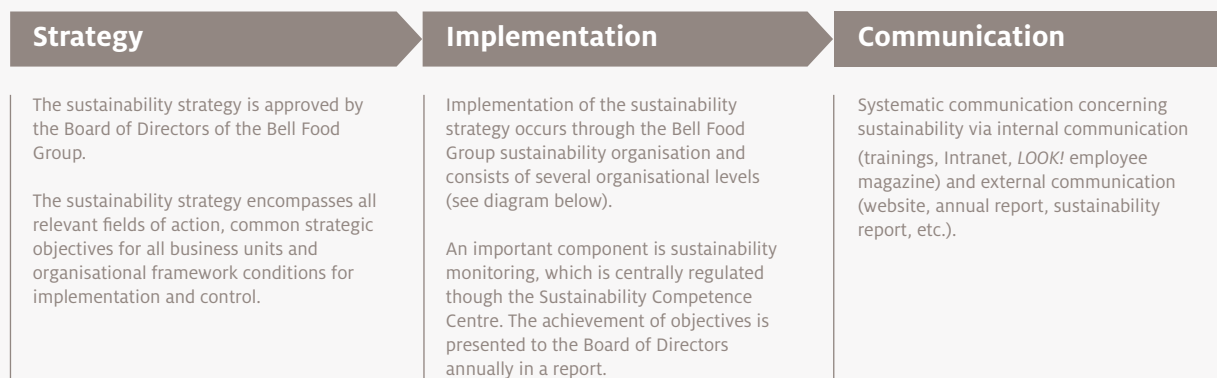 Strategy
The sustainability strategy is approved by
the Board of Directors of the Bell Food
Group.
The sustainability strategy encompasses all
relevant fields of action, common strategic
objectives for all business units and
organisational framework conditions for
implementation and control.
Implementation
Implementation of the sustainability
strategy occurs through the Bell Food
Group sustainability organisation and
consists of several organisational levels
(see diagram below).
An important component is sustainability
monitoring, which is centrally regulated
though the Sustainability Competence
Centre. The achievement of objectives is
presented to the Board of Directors
annually in a report.
Communication
Systematic communication concerning
sustainability via internal communication
(trainings, Intranet, LOOK! employee
magazine) and external communication
(website, annual report, sustainability
report, etc.).